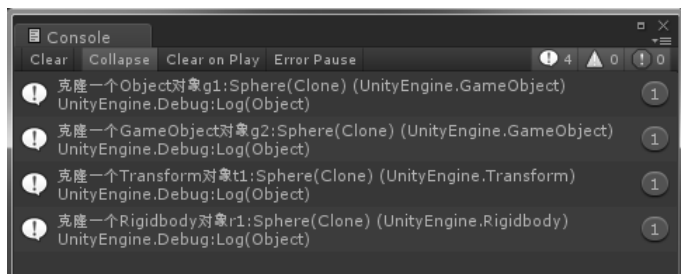 Console
Clear Collapse Clear on Play Error Pause 4 0 0
克隆一个Object对象g1:Sphere(Clone) (UnityEngine.GameObject)
UnityEngine.Debug:Log(Object)
1
克隆一个GameObject对象g2:Sphere(Clone) (UnityEngine.GameObject)
UnityEngine.Debug:Log(Object)
1
克隆一个Transform对象t1:Sphere(Clone) (UnityEngine.Transform)
UnityEngine.Debug:Log(Object)
1
克隆一个Rigidbody对象r1:Sphere(Clone) (UnityEngine.Rigidbody)
UnityEngine.Debug:Log(Object)
1